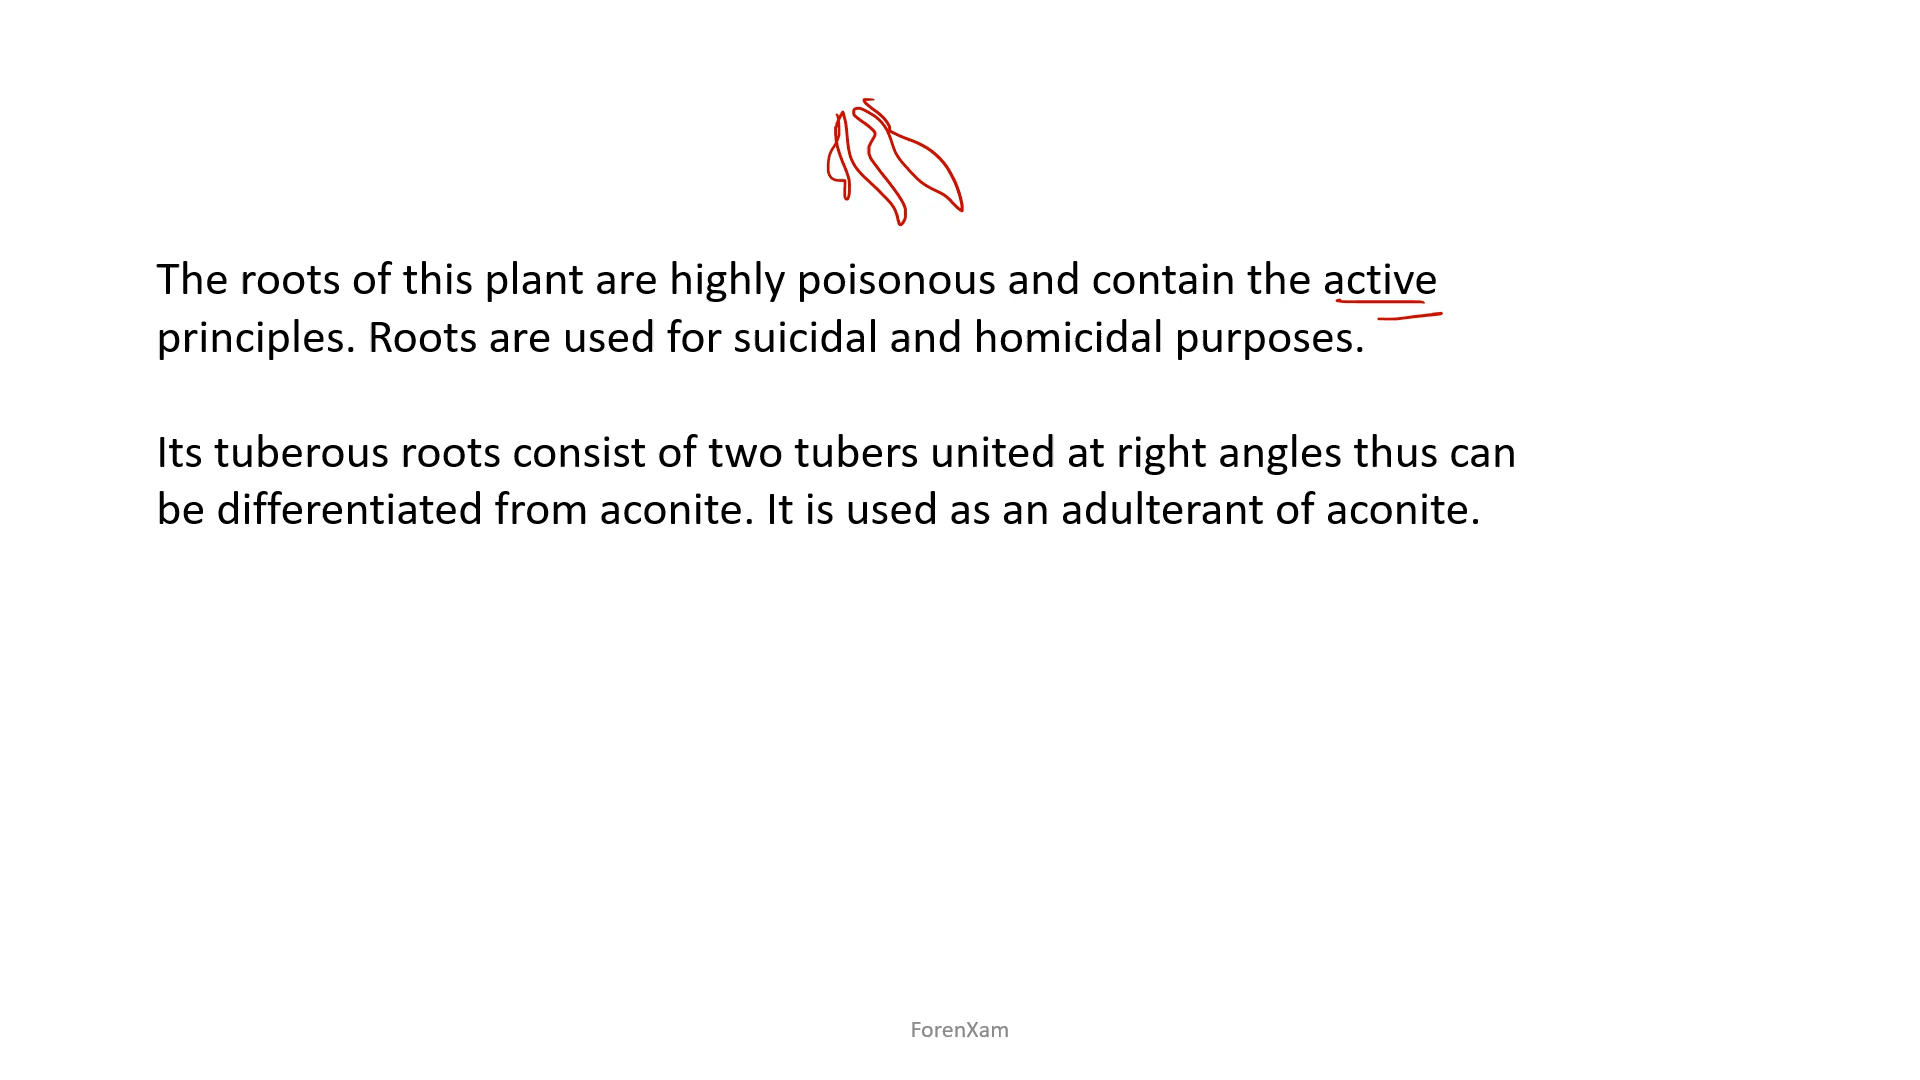 The roots of this plant are highly poisonous and contain the active
principles. Roots are used for suicidal and homicidal purposes.
Its tuberous roots consist of two tubers united at right angles thus can
be differentiated from aconite. It is used as an adulterant of aconite.
ForenXam